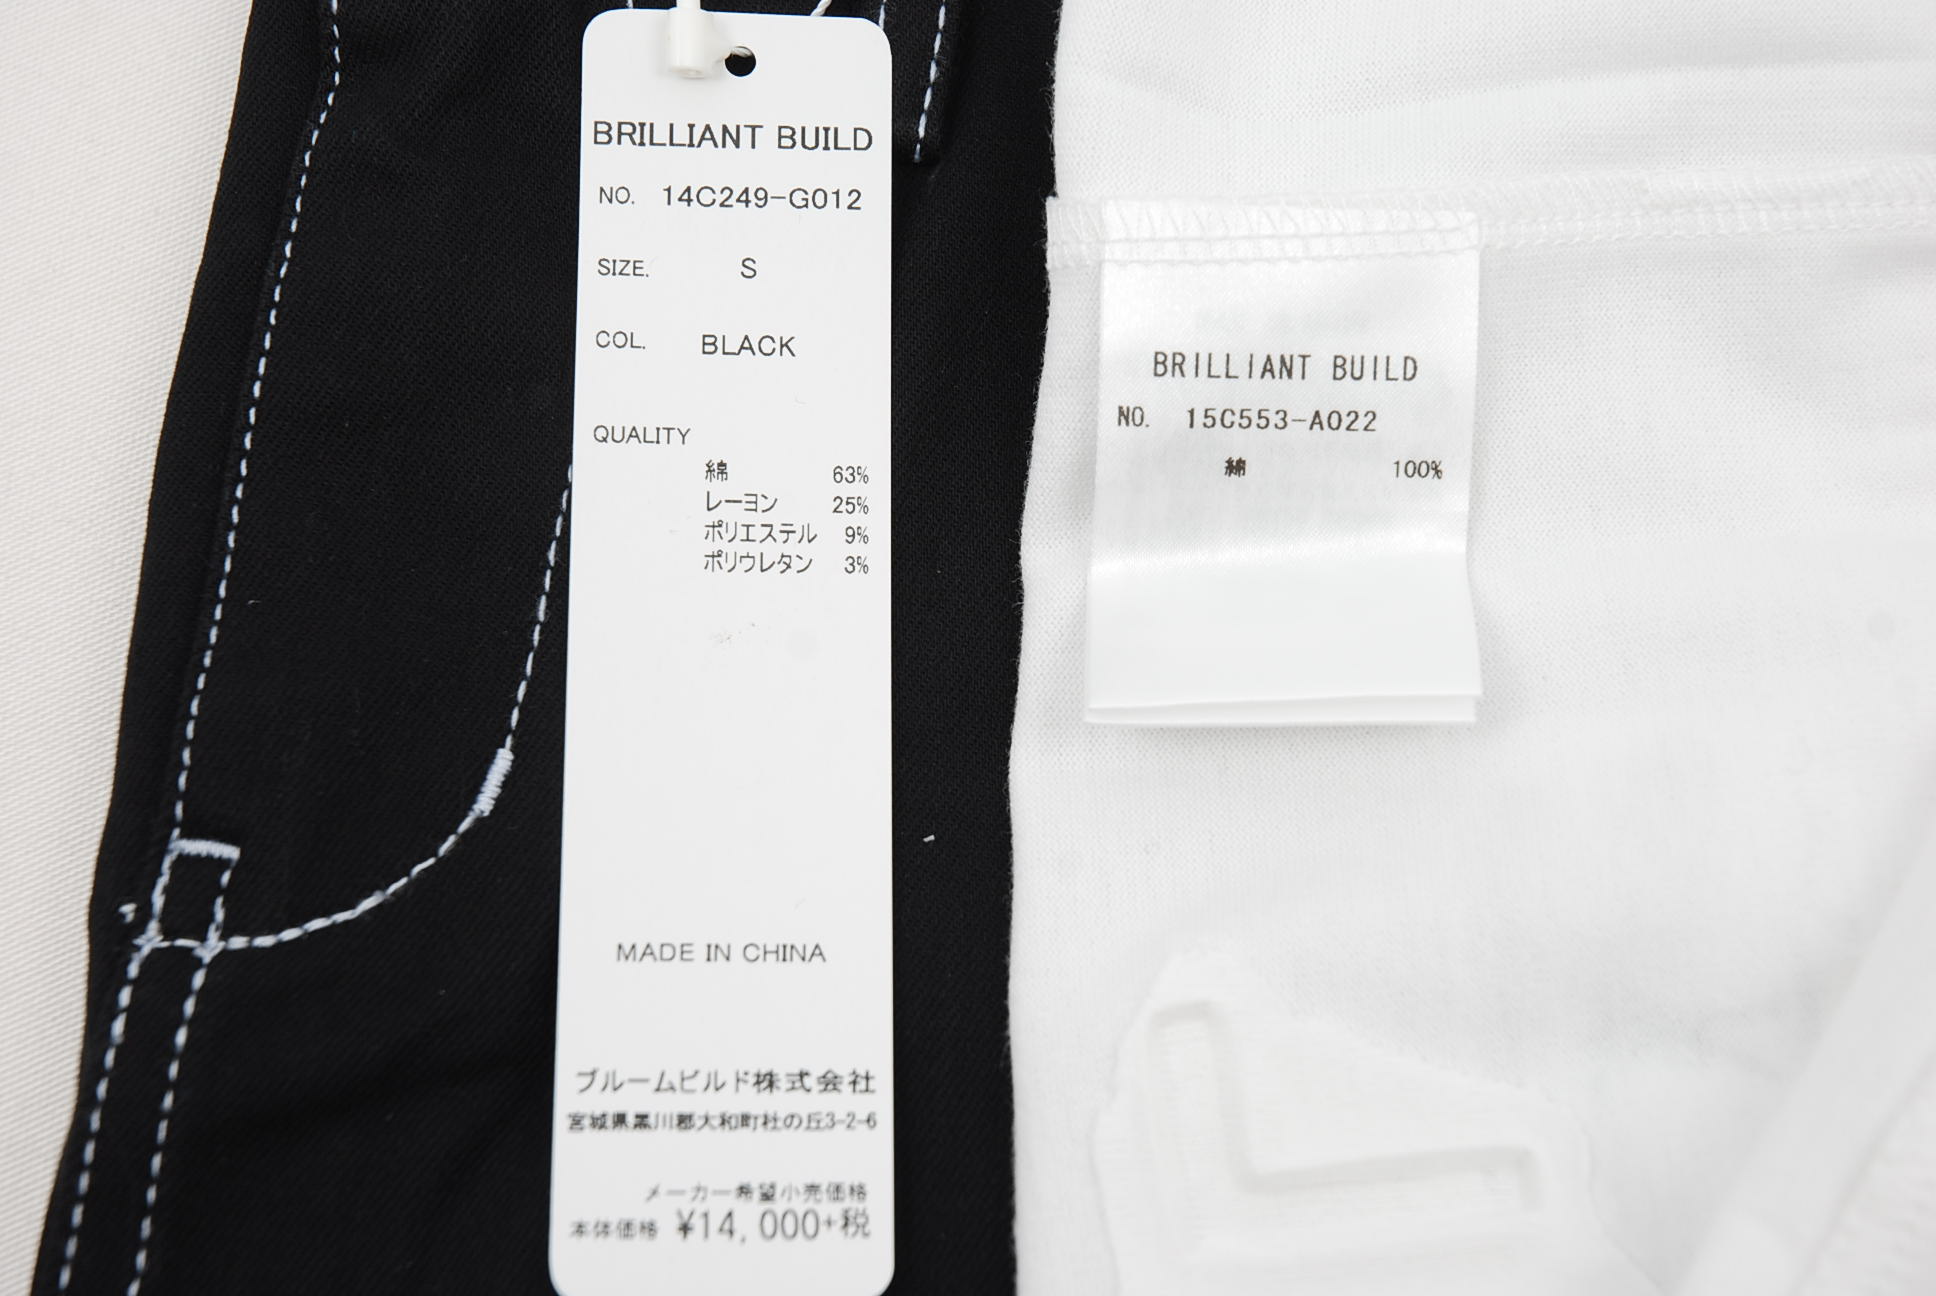 BRILLIANT BUILD
NO. 14C249-G012
SIZE. S
COL. BLACK
QUALITY
綿 63%
レーヨン 25%
ポリエステル 9%
ポリウレタン 3%
MADE IN CHINA
ブルームビルド株式会社
宮城県黒川郡大和町杜の丘3-2-6
メーカー希望小売価格
本体価格 ¥14,000+税
BRILLIANT BUILD
NO. 15C553-A022
綿 100%